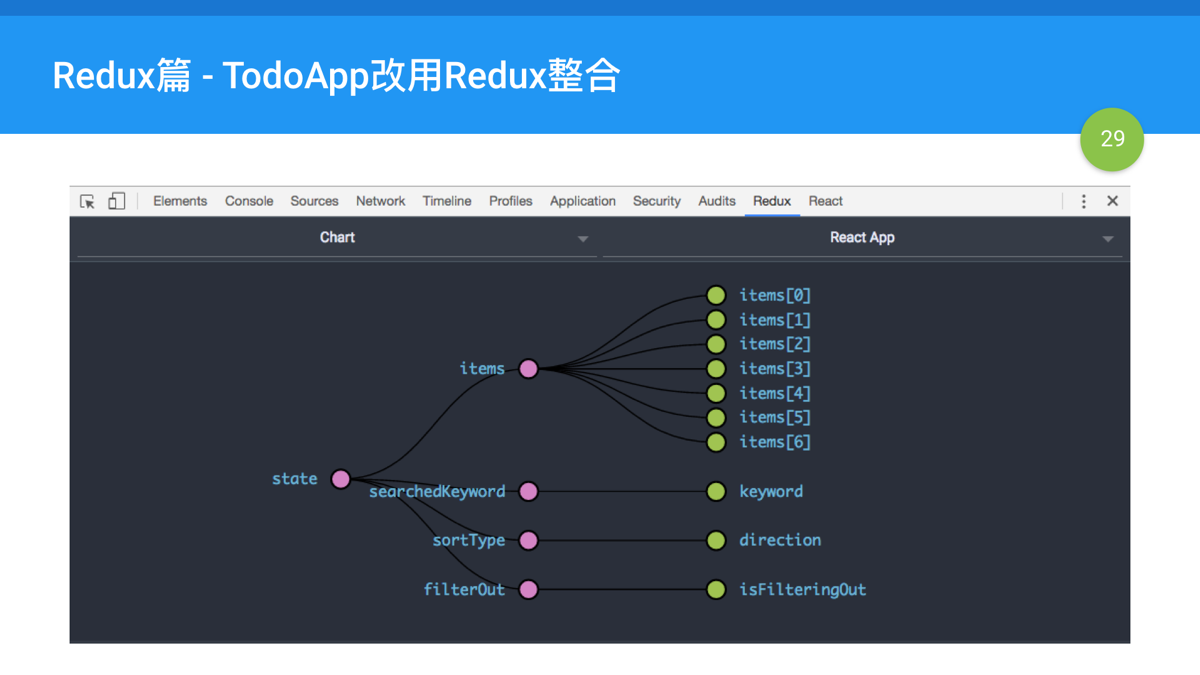 Redux篇 - TodoApp改用Redux整合
29
Elements Console Sources Network Timeline Profiles Application Security Audits Redux React
Chart React App
items[0]
items[1]
items[2]
items items[3]
items[4]
items[5]
items[6]
state
searchedKeyword keyword
sortType direction
filterOut isFilteringOut